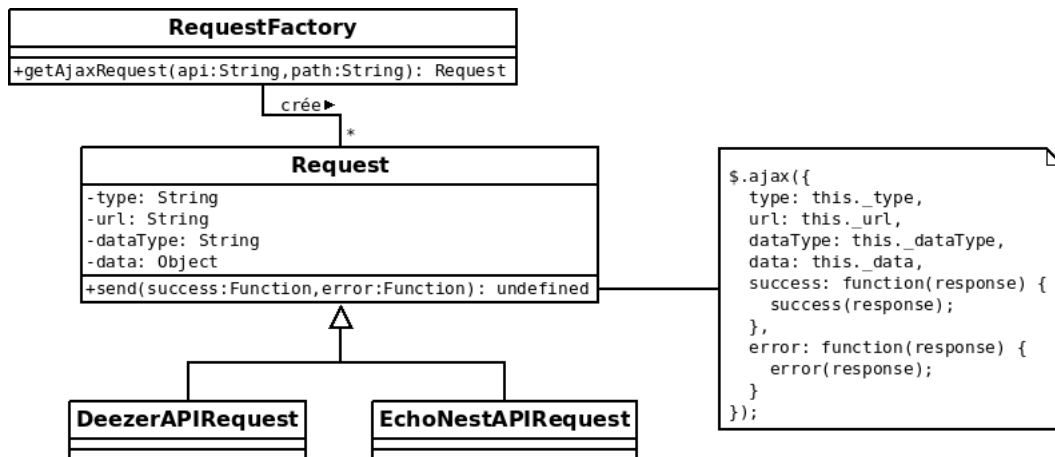 RequestFactory
+getAjaxRequest(api:String,path:String): Request
crée
*
Request
-type: String
-url: String
-dataType: String
-data: Object
+send(success:Function,error:Function): undefined
$.ajax({
  type: this._type,
  url: this._url,
  dataType: this._dataType,
  data: this._data,
  success: function(response) {
    success(response);
  },
  error: function(response) {
    error(response);
  }
});
DeezerAPIRequest
EchoNestAPIRequest